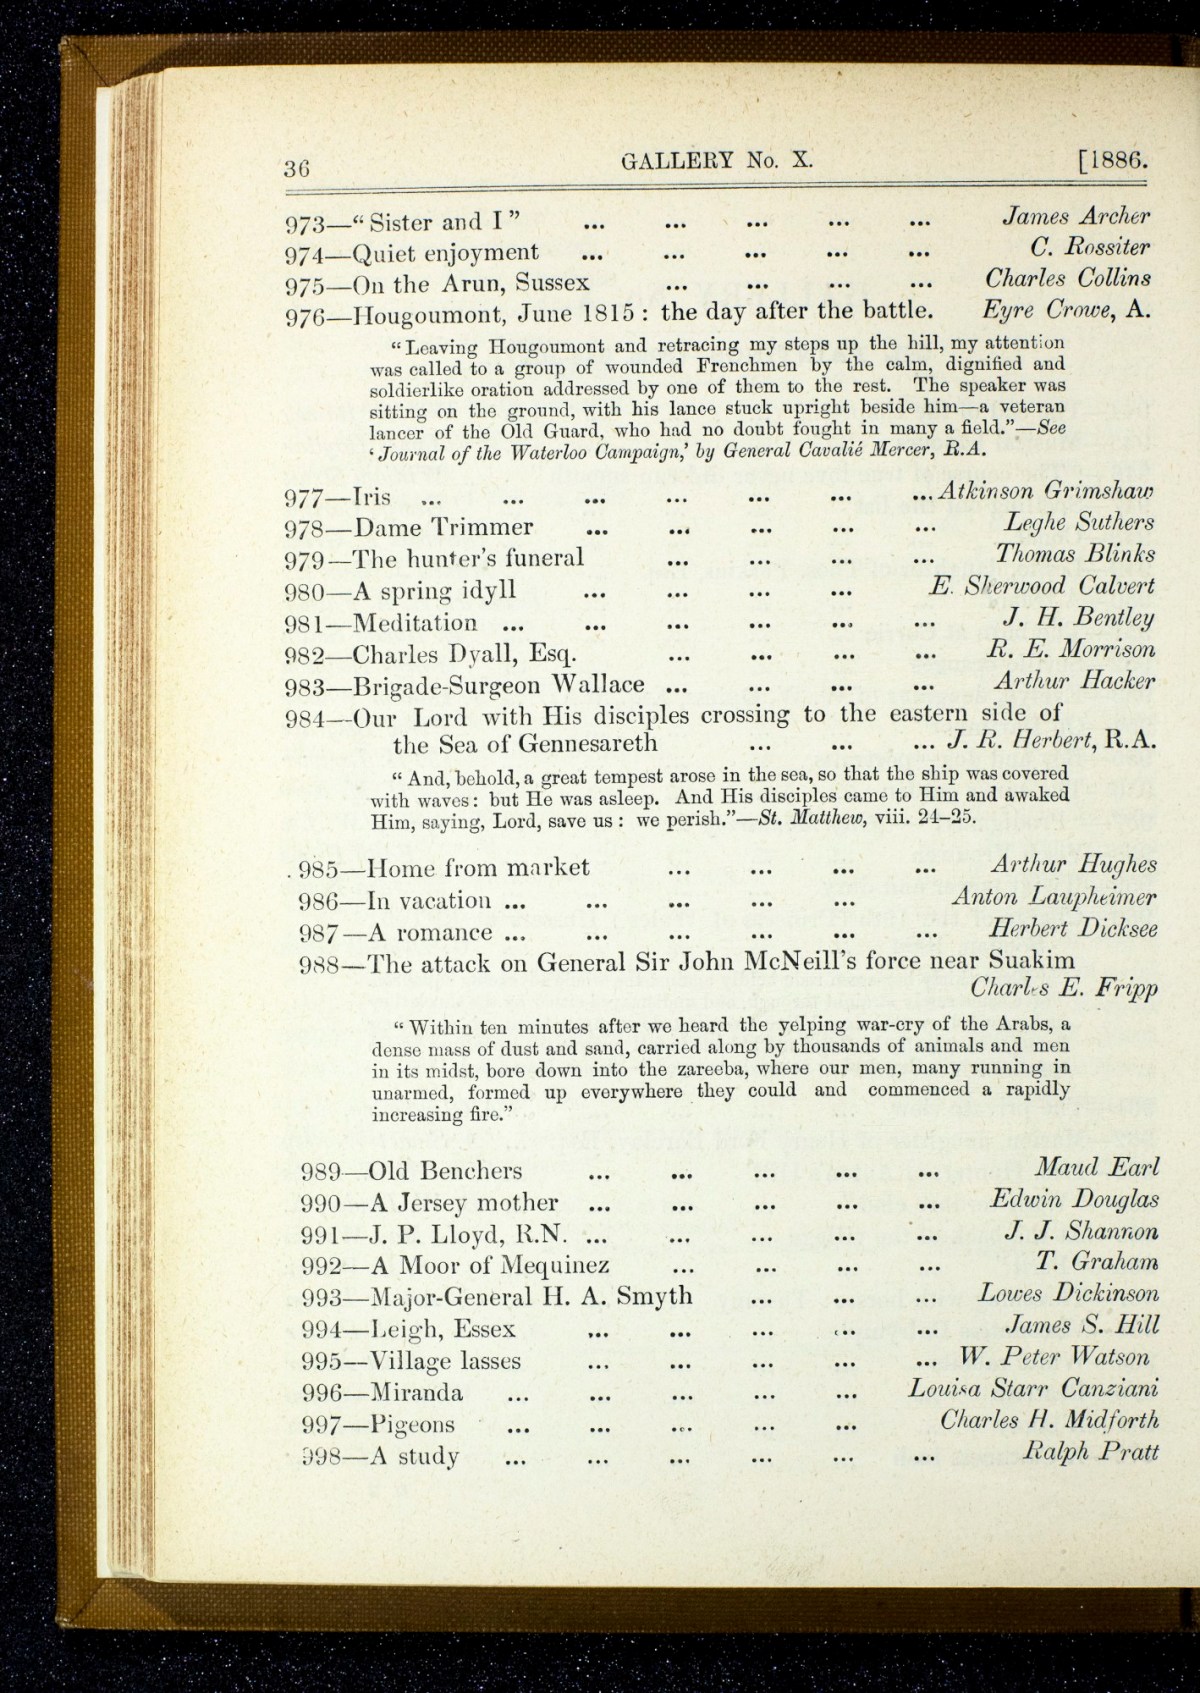 36 GALLERY No. X. [1886.
973—“Sister and I” ... ... ... ... ... James Archer
974—Quiet enjoyment ... ... ... ... ... C. Rossiter
975—On the Arun, Sussex ... ... ... ... Charles Collins
976—Hougoumont, June 1815 : the day after the battle. Eyre Crowe, A.
“Leaving Hougoumont and retracing my steps up the hill, my attention
was called to a group of wounded Frenchmen by the calm, dignified and
soldierlike oration addressed by one of them to the rest. The speaker was
sitting on the ground, with his lance stuck upright beside him—a veteran
lancer of the Old Guard, who had no doubt fought in many a field.”—See
‘Journal of the Waterloo Campaign,’ by General Cavalié Mercer, R.A.
977—Iris ... ... ... ... ... ... ... Atkinson Grimshaw
978—Dame Trimmer ... ... ... ... ... Leghe Suthers
979—The hunter’s funeral ... ... ... ... Thomas Blinks
980—A spring idyll ... ... ... ... E. Sherwood Calvert
981—Meditation ... ... ... ... ... ... J. H. Bentley
982—Charles Dyall, Esq. ... ... ... ... R. E. Morrison
983—Brigade-Surgeon Wallace ... ... ... ... Arthur Hacker
984—Our Lord with His disciples crossing to the eastern side of
the Sea of Gennesareth ... ... ... J. R. Herbert, R.A.
“And, behold, a great tempest arose in the sea, so that the ship was covered
with waves : but He was asleep. And His disciples came to Him and awaked
Him, saying, Lord, save us : we perish.”—St. Matthew, viii. 24–25.
985—Home from market ... ... ... ... Arthur Hughes
986—In vacation ... ... ... ... ... Anton Laupheimer
987—A romance ... ... ... ... ... ... Herbert Dicksee
988—The attack on General Sir John McNeill’s force near Suakim
Charles E. Fripp
“Within ten minutes after we heard the yelping war-cry of the Arabs, a
dense mass of dust and sand, carried along by thousands of animals and men
in its midst, bore down into the zareeba, where our men, many running in
unarmed, formed up everywhere they could and commenced a rapidly
increasing fire.”
989—Old Benchers ... ... ... ... ... Maud Earl
990—A Jersey mother ... ... ... ... ... Edwin Douglas
991—J. P. Lloyd, R.N. ... ... ... ... ... J. J. Shannon
992—A Moor of Mequinez ... ... ... ... T. Graham
993—Major-General H. A. Smyth ... ... ... Lowes Dickinson
994—Leigh, Essex ... ... ... ... ... James S. Hill
995—Village lasses ... ... ... ... ... W. Peter Watson
996—Miranda ... ... ... ... ... Louisa Starr Canziani
997—Pigeons ... ... ... ... ... Charles H. Midforth
998—A study ... ... ... ... ... ... Ralph Pratt